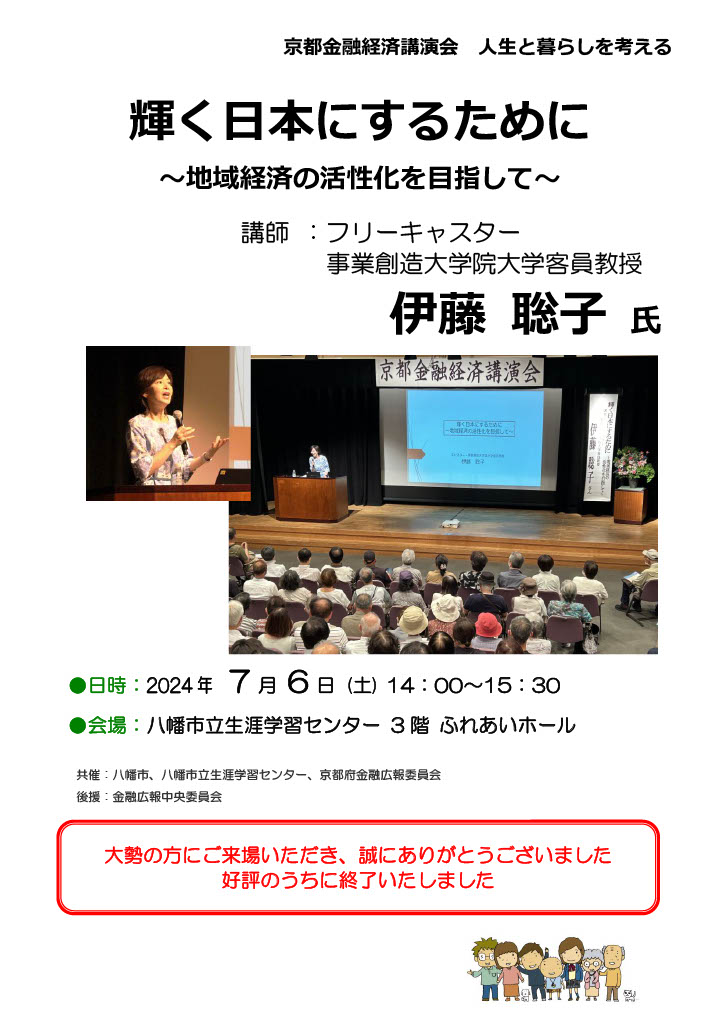 京都金融経済講演会　人生と暮らしを考える
輝く日本にするために
～地域経済の活性化を目指して～
講師　：フリーキャスター
事業創造大学院大学客員教授
伊藤　聡子　氏
京都金融経済講演会
輝く日本にするために
～地域経済の活性化を目指して～
伊藤　聡子
輝く日本にするために
●日時：2024年　7月6日（土）14：00～15：30
●会場：八幡市立生涯学習センター　3階　ふれあいホール
共催：八幡市、八幡市立生涯学習センター、京都府金融広報委員会
後援：金融広報中央委員会
大勢の方にご来場いただき、誠にありがとうございました
好評のうちに終了いたしました